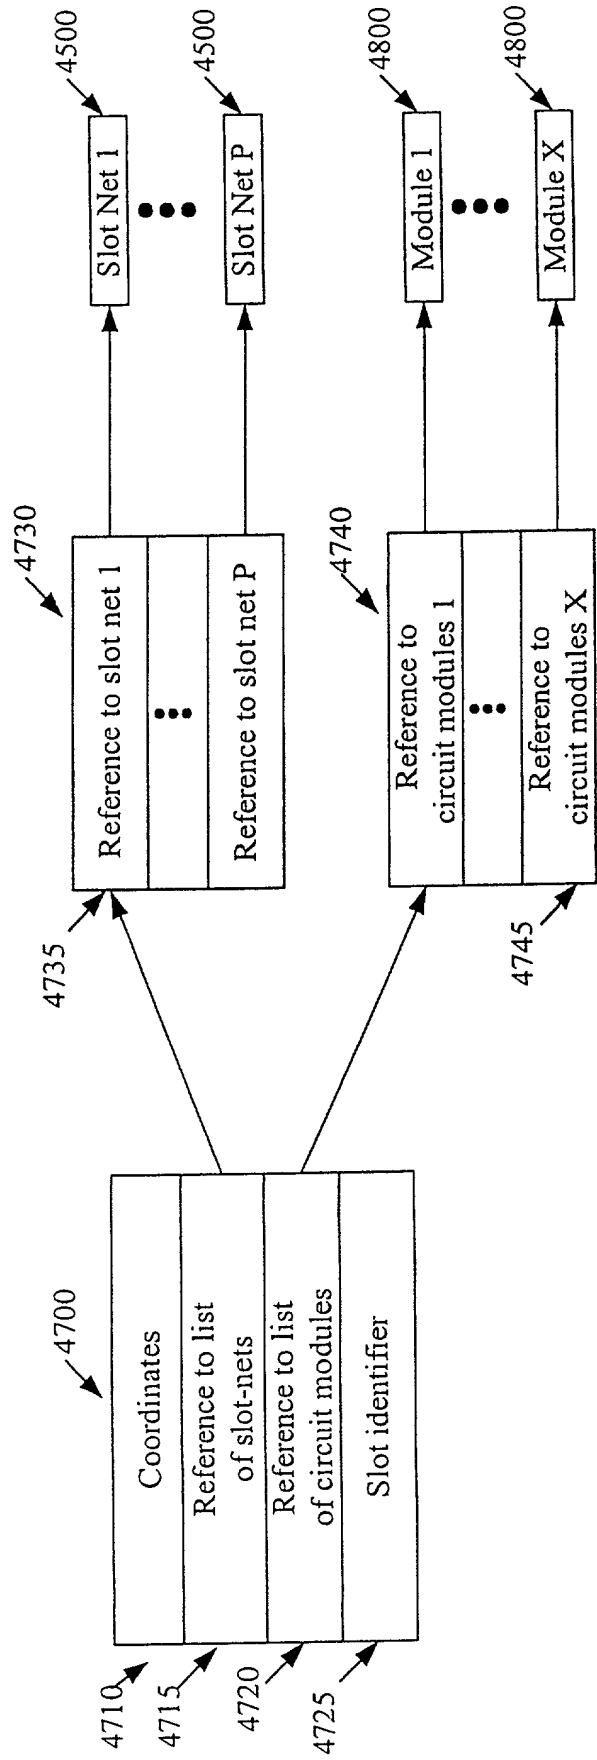 4700
4710
Coordinates
4715
Reference to list
of slot-nets
4720
Reference to list
of circuit modules
4725
Slot identifier
4730
4735
Reference to slot net 1
Reference to slot net P
4740
Reference to
circuit modules 1
Reference to
circuit modules X
4745
4500
Slot Net 1
4500
Slot Net P
4800
Module 1
4800
Module X